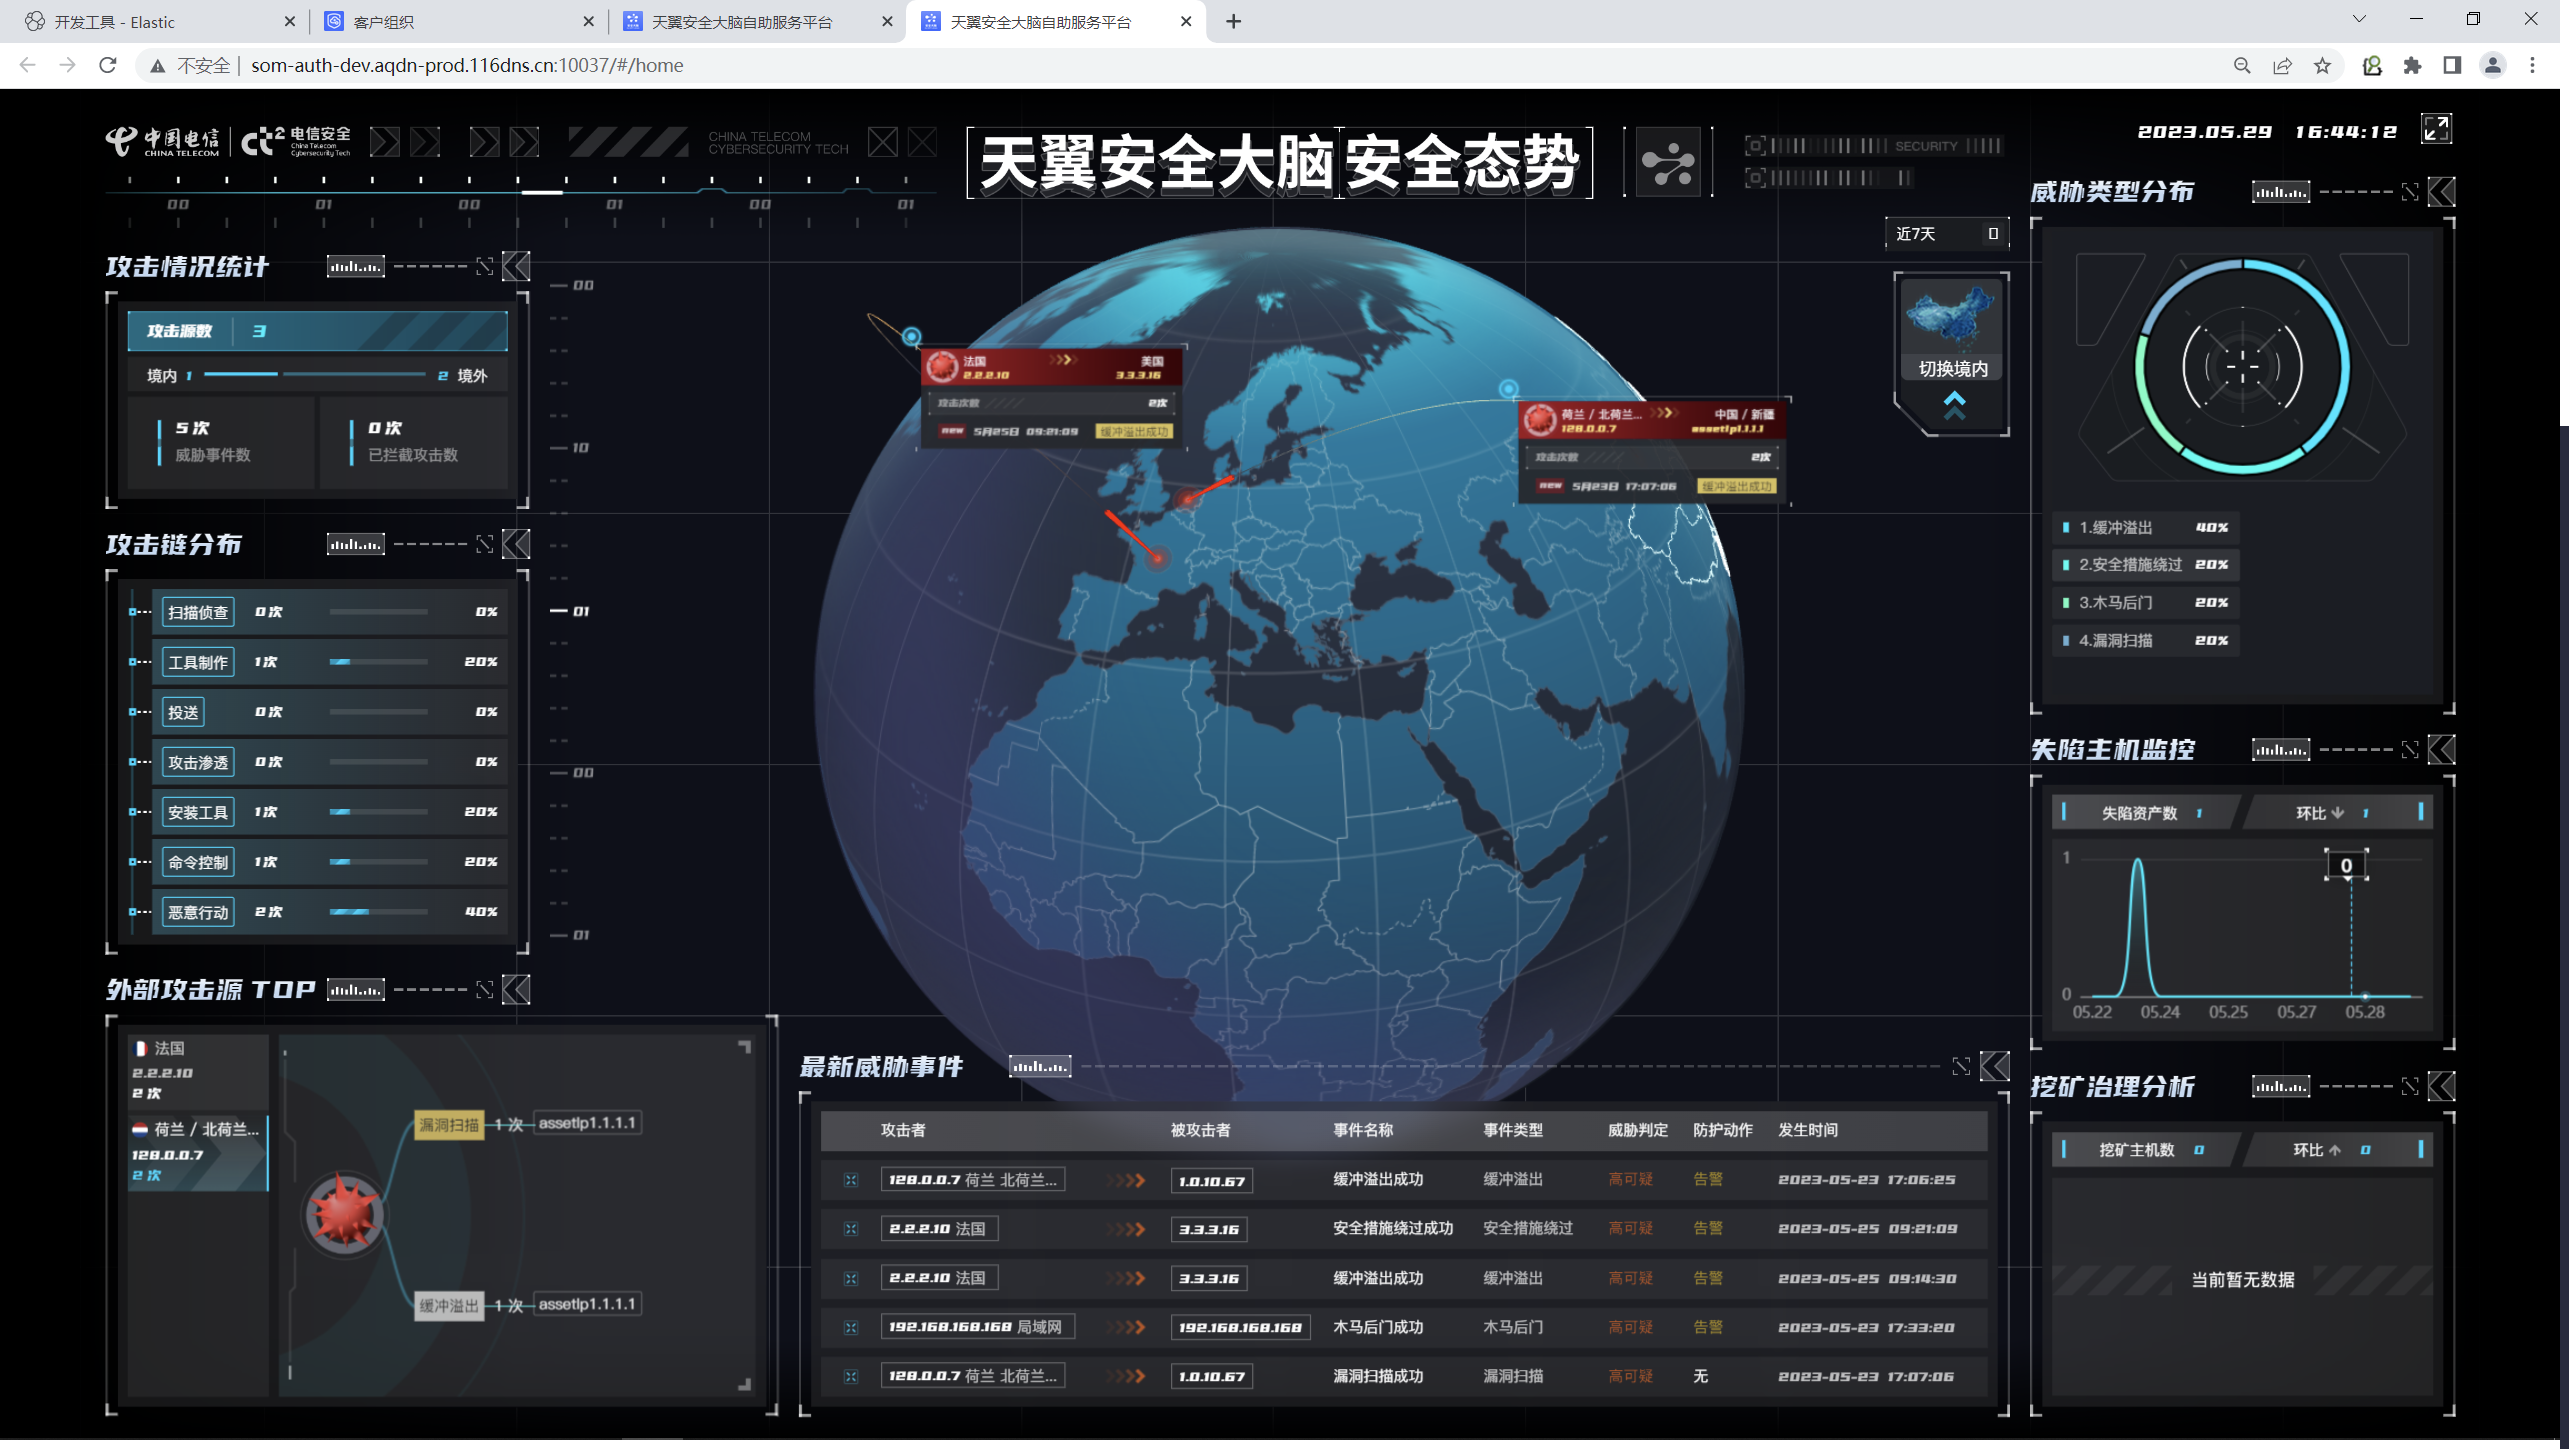 开发工具 - Elastic
客户组织
天翼安全大脑自助服务平台
天翼安全大脑自助服务平台
不安全
som-auth-dev.aqdn-prod.116dns.cn:10037/#/home
中国电信
CHINA TELECOM
ct²
电信安全
China Telecom
Cybersecurity Tech
CHINA TELECOM
CYBERSECURITY TECH
天翼安全大脑 安全态势
SECURITY
2023.05.29 16:44:12
00 01 00 01 00 01
攻击情况统计
攻击源数 3
境内 1
2 境外
5 次
威胁事件数
0 次
已拦截攻击数
攻击链分布
扫描侦查 0 次 0%
工具制作 1 次 20%
投送 0 次 0%
攻击渗透 0 次 0%
安装工具 1 次 20%
命令控制 1 次 20%
恶意行动 2 次 40%
外部攻击源 TOP
法国
2.2.2.10
2 次
荷兰 / 北荷兰...
128.0.0.7
2 次
漏洞扫描 1 次 assetIp1.1.1.1
缓冲溢出 1 次 assetIp1.1.1.1
00
10
01
00
01
法国
2.2.2.10
美国
3.3.3.16
攻击次数 2次
new 5月25日 09:21:09 缓冲溢出成功
荷兰 / 北荷兰...
128.0.0.7
中国 / 新疆
assetIp1.1.1.1
攻击次数 2次
new 5月23日 17:07:06 缓冲溢出成功
近7天
切换境内
最新威胁事件
攻击者 被攻击者 事件名称 事件类型 威胁判定 防护动作 发生时间
128.0.0.7 荷兰 北荷兰... 1.0.10.67 缓冲溢出成功 缓冲溢出 高可疑 告警 2023-05-23 17:06:25
2.2.2.10 法国 3.3.3.16 安全措施绕过成功 安全措施绕过 高可疑 告警 2023-05-25 09:21:09
2.2.2.10 法国 3.3.3.16 缓冲溢出成功 缓冲溢出 高可疑 告警 2023-05-25 09:14:30
192.168.168.168 局域网 192.168.168.168 木马后门成功 木马后门 高可疑 告警 2023-05-23 17:33:20
128.0.0.7 荷兰 北荷兰... 1.0.10.67 漏洞扫描成功 漏洞扫描 高可疑 无 2023-05-23 17:07:06
威胁类型分布
1.缓冲溢出 40%
2.安全措施绕过 20%
3.木马后门 20%
4.漏洞扫描 20%
失陷主机监控
失陷资产数 1
环比 1
1
0
0
05.22 05.24 05.25 05.27 05.28
挖矿治理分析
挖矿主机数 0
环比 0
当前暂无数据